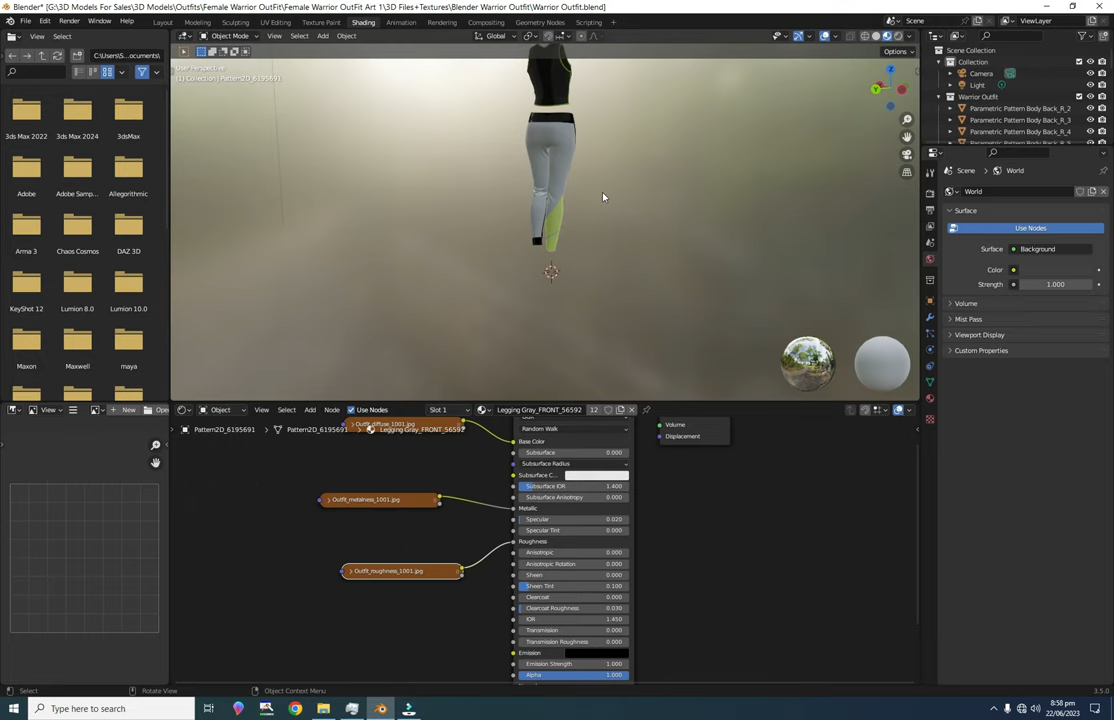 Blender* [G:\3D Models For Sales\Outfits\Female Warrior OutFit\Female Warrior OutFit Art 1\3D Files+Textures\Blender Warrior Outfit\Warrior Outfit.blend]
File Edit Render Window Help Layout Modeling Sculpting UV Editing Texture Paint Shading Animation Rendering Compositing Geometry Nodes Scripting + Scene ViewLayer
View Select Object Mode View Select Add Object Global
C:\Users\S...ocuments\
Options
User Perspective
(1) Collection | Pattern2D_6195691
3ds Max 2022 3ds Max 2024 3dsMax
Adobe Adobe Samp... Allegorithmic
Arma 3 Chaos Cosmos DAZ 3D
KeyShot 12 Lumion 8.0 Lumion 10.0
Maxon Maxwell maya
Z
Y
Scene Collection
Collection
Camera
Light
Warrior Outfit
Parametric Pattern Body Back_R_2
Parametric Pattern Body Back_R_3
Parametric Pattern Body Back_R_4
Scene > World
World
Surface
Use Nodes
Surface Background
Color
Strength 1.000
Volume
Mist Pass
Viewport Display
Custom Properties
View + New Open
Object View Select Add Node Use Nodes Slot 1 Legging Gray_FRONT_56592 12
Pattern2D_6195691 > Pattern2D_6195691 > Legging Gray_FRONT_56592
Outfit_diffuse_1001.jpg
Outfit_metalness_1001.jpg
Outfit_roughness_1001.jpg
Random Walk
Base Color
Subsurface 0.000
Subsurface Radius
Subsurface C...
Subsurface IOR 1.400
Subsurface Anisotropy 0.000
Metallic
Specular 0.020
Specular Tint 0.000
Roughness
Anisotropic 0.000
Anisotropic Rotation 0.000
Sheen 0.000
Sheen Tint 0.100
Clearcoat 0.000
Clearcoat Roughness 0.030
IOR 1.450
Transmission 0.000
Transmission Roughness 0.000
Emission
Emission Strength 1.000
Alpha 1.000
Volume
Displacement
Select Rotate View Object Context Menu 3.5.0
Type here to search
8:58 pm
22/06/2023